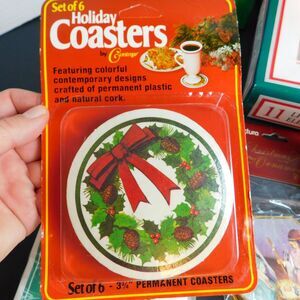 Set of 6
Holiday
Coasters
by
Featuring colorful
contemporary designs
crafted of permanent plastic
and natural cork.
Set of 6 - 3¾" PERMANENT COASTERS